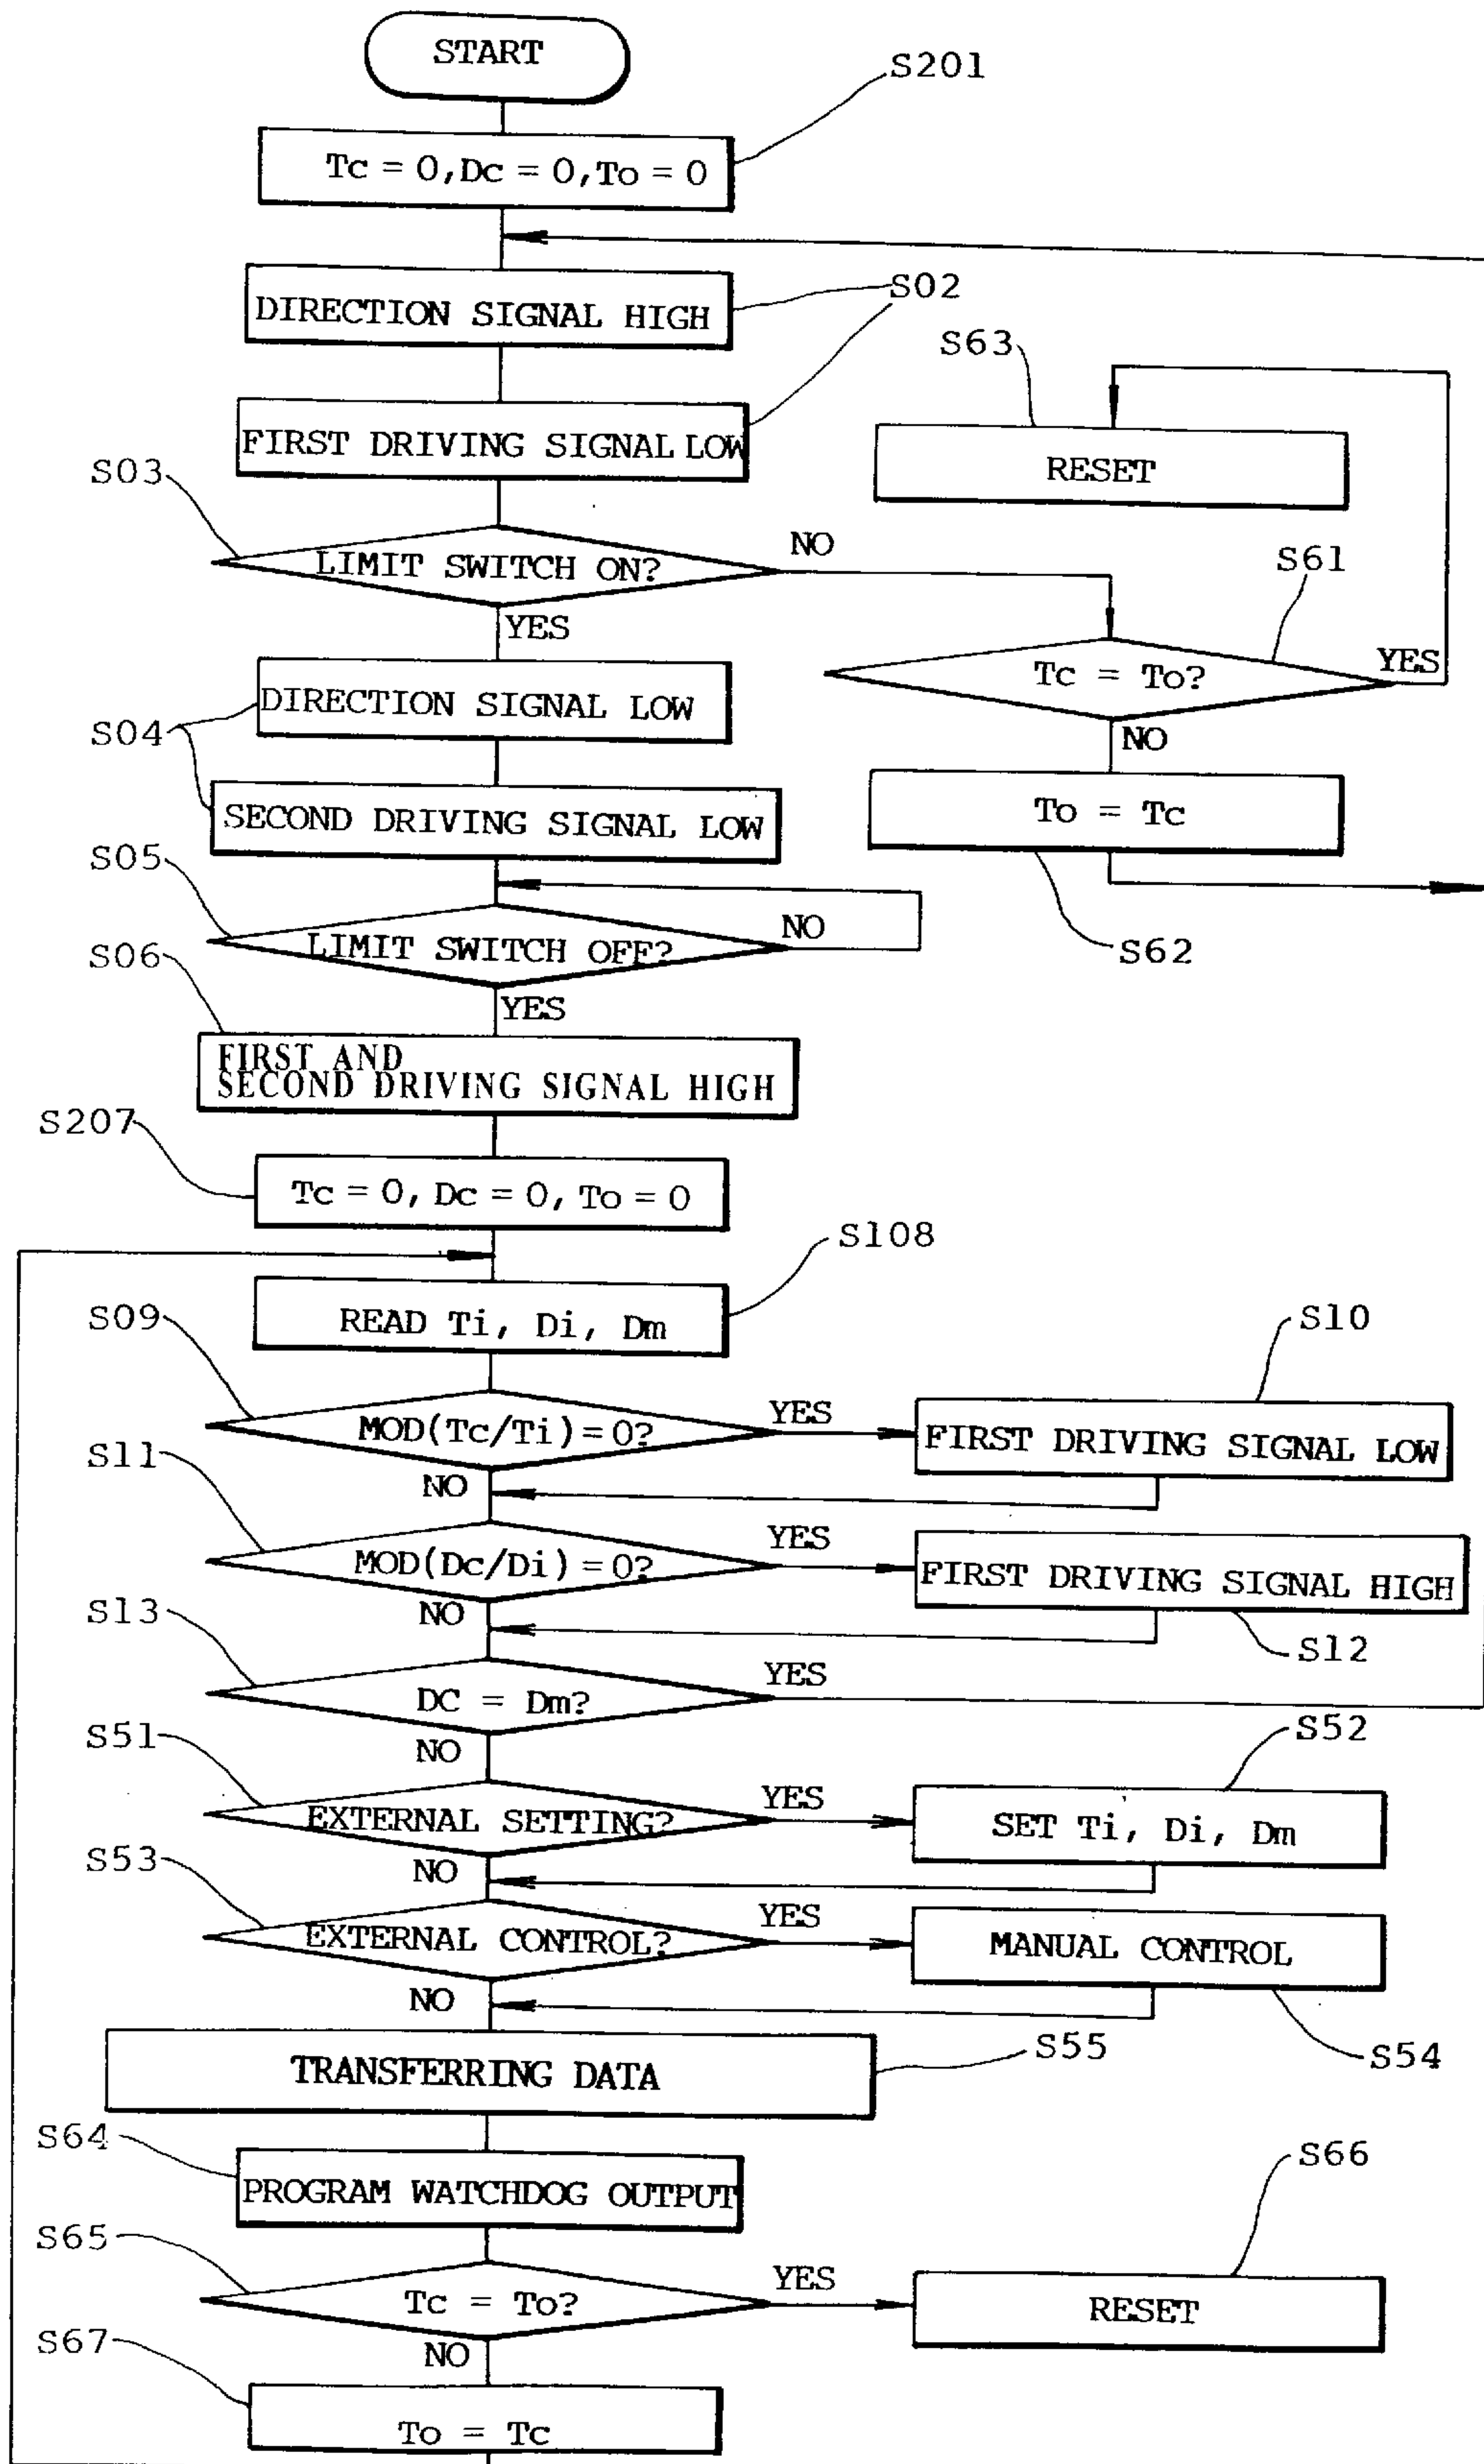 START
S201
Tc = 0, Dc = 0, To = 0
DIRECTION SIGNAL HIGH
S02
FIRST DRIVING SIGNAL LOW
S63
RESET
S03
LIMIT SWITCH ON?
NO
YES
S61
Tc = To?
YES
NO
DIRECTION SIGNAL LOW
S04
SECOND DRIVING SIGNAL LOW
To = Tc
S62
S05
LIMIT SWITCH OFF?
NO
YES
S06
FIRST AND
SECOND DRIVING SIGNAL HIGH
S207
Tc = 0, Dc = 0, To = 0
S108
READ Ti, Di, Dm
S09
MOD(Tc/Ti) = 0?
YES
NO
S10
FIRST DRIVING SIGNAL LOW
S11
MOD(Dc/Di) = 0?
YES
NO
FIRST DRIVING SIGNAL HIGH
S12
S13
DC = Dm?
YES
NO
S51
EXTERNAL SETTING?
YES
NO
S52
SET Ti, Di, Dm
S53
EXTERNAL CONTROL?
YES
NO
MANUAL CONTROL
S54
TRANSFERRING DATA
S55
S64
PROGRAM WATCHDOG OUTPUT
S65
Tc = To?
YES
NO
S66
RESET
S67
To = Tc